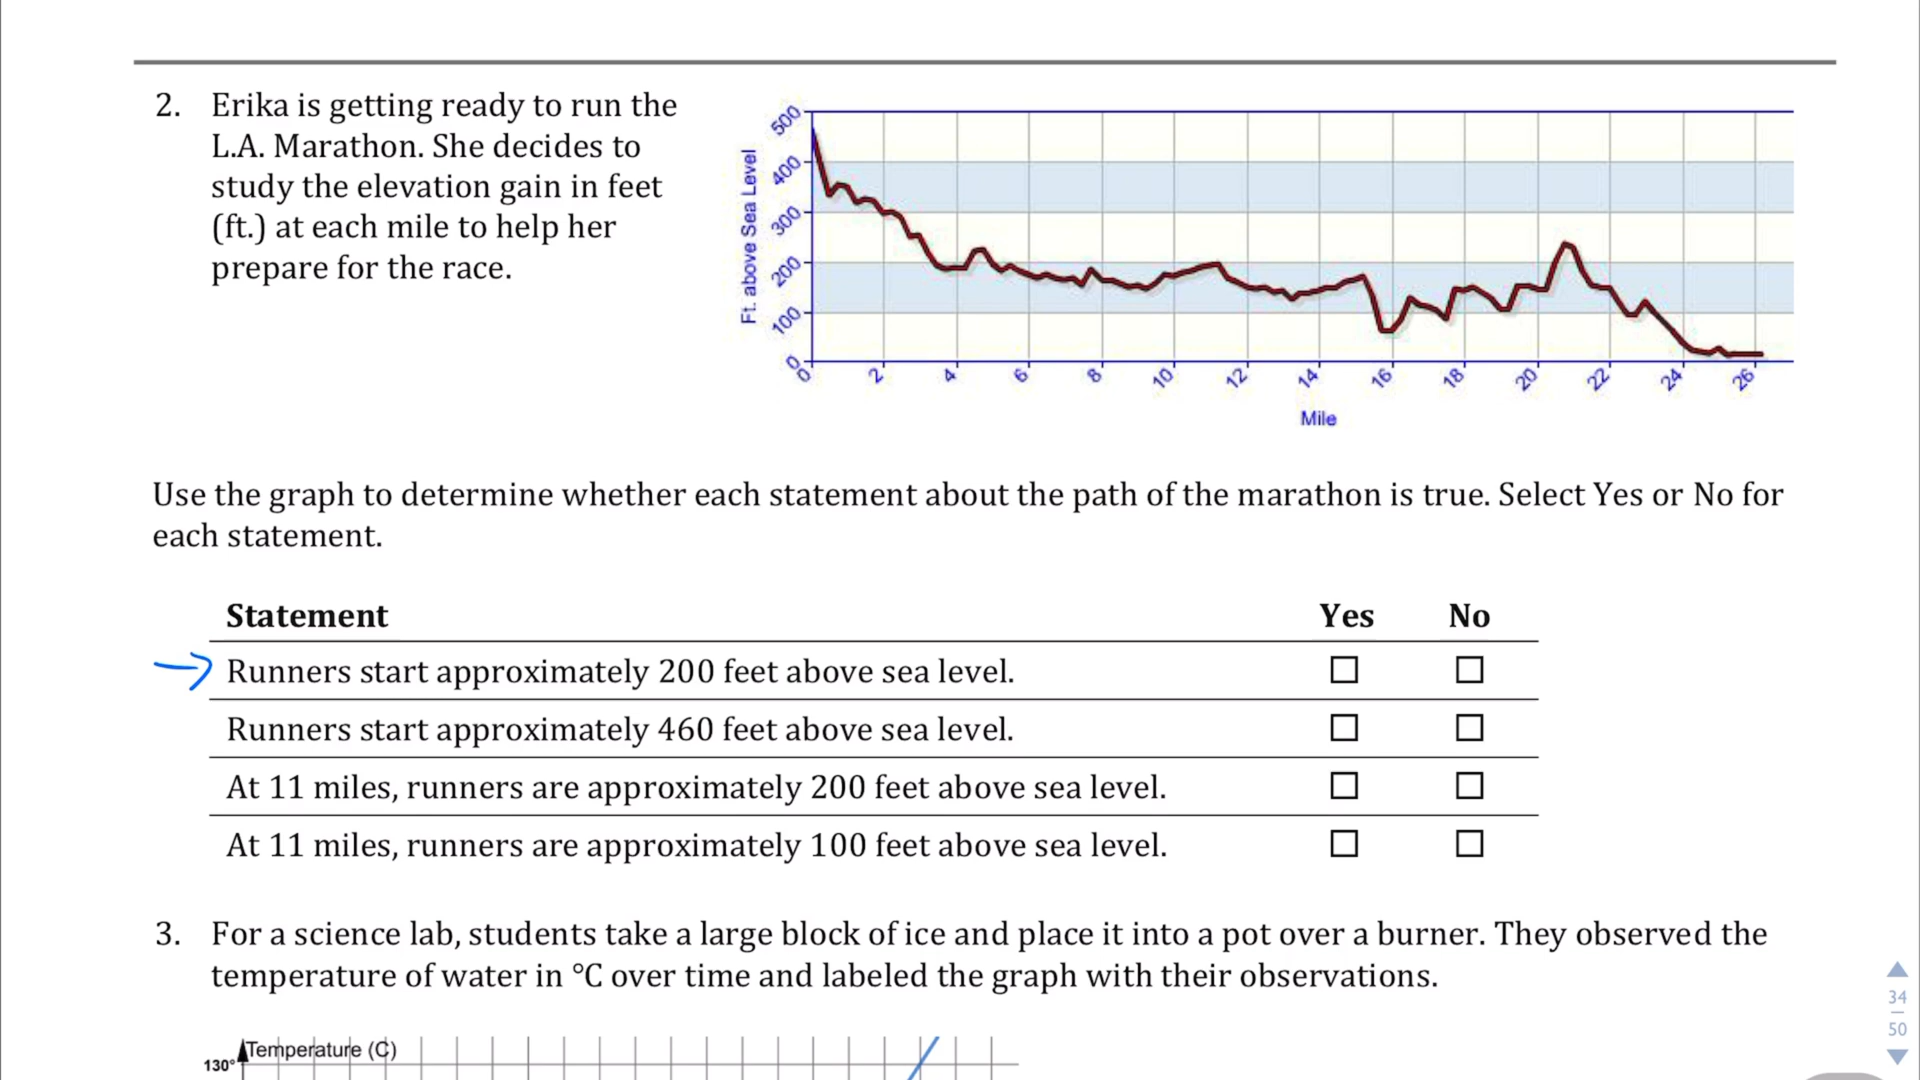 2. Erika is getting ready to run the
L.A. Marathon. She decides to
study the elevation gain in feet
(ft.) at each mile to help her
prepare for the race.
Ft. above Sea Level
500
400
300
200
100
0
0 2 4 6 8 10 12 14 16 18 20 22 24 26
Mile
Use the graph to determine whether each statement about the path of the marathon is true. Select Yes or No for
each statement.
Statement Yes No
Runners start approximately 200 feet above sea level.
Runners start approximately 460 feet above sea level.
At 11 miles, runners are approximately 200 feet above sea level.
At 11 miles, runners are approximately 100 feet above sea level.
3. For a science lab, students take a large block of ice and place it into a pot over a burner. They observed the
temperature of water in °C over time and labeled the graph with their observations.
Temperature (C)
130°
34
50